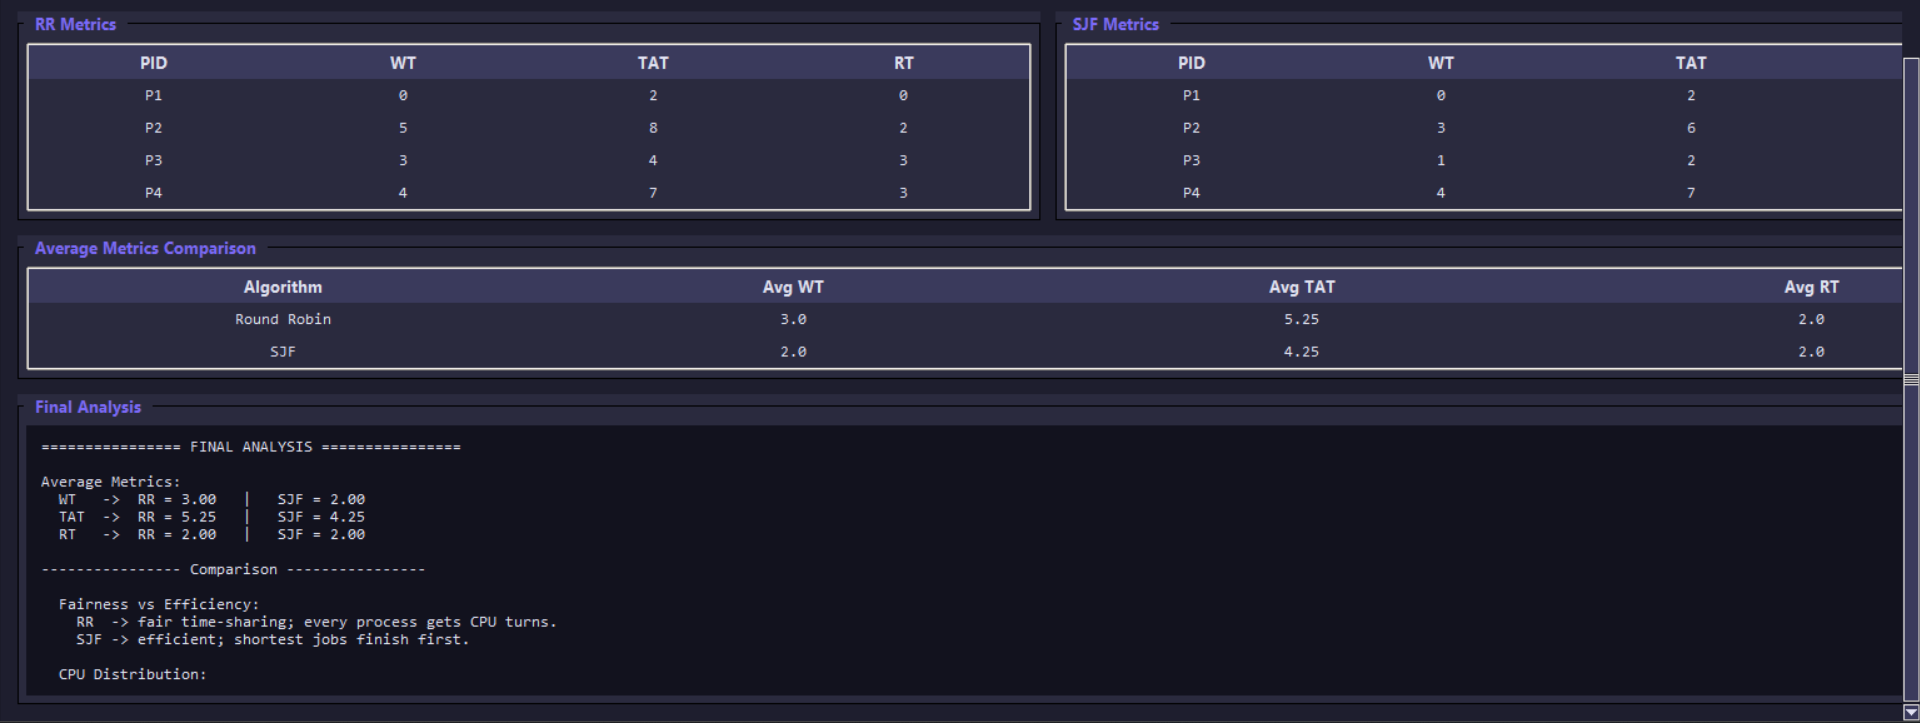 RR Metrics
PID WT TAT RT
P1 0 2 0
P2 5 8 2
P3 3 4 3
P4 4 7 3
SJF Metrics
PID WT TAT
P1 0 2
P2 3 6
P3 1 2
P4 4 7
Average Metrics Comparison
Algorithm Avg WT Avg TAT Avg RT
Round Robin 3.0 5.25 2.0
SJF 2.0 4.25 2.0
Final Analysis
================ FINAL ANALYSIS ================
Average Metrics:
WT -> RR = 3.00 | SJF = 2.00
TAT -> RR = 5.25 | SJF = 4.25
RT -> RR = 2.00 | SJF = 2.00
---------------- Comparison ----------------
Fairness vs Efficiency:
RR -> fair time-sharing; every process gets CPU turns.
SJF -> efficient; shortest jobs finish first.
CPU Distribution: